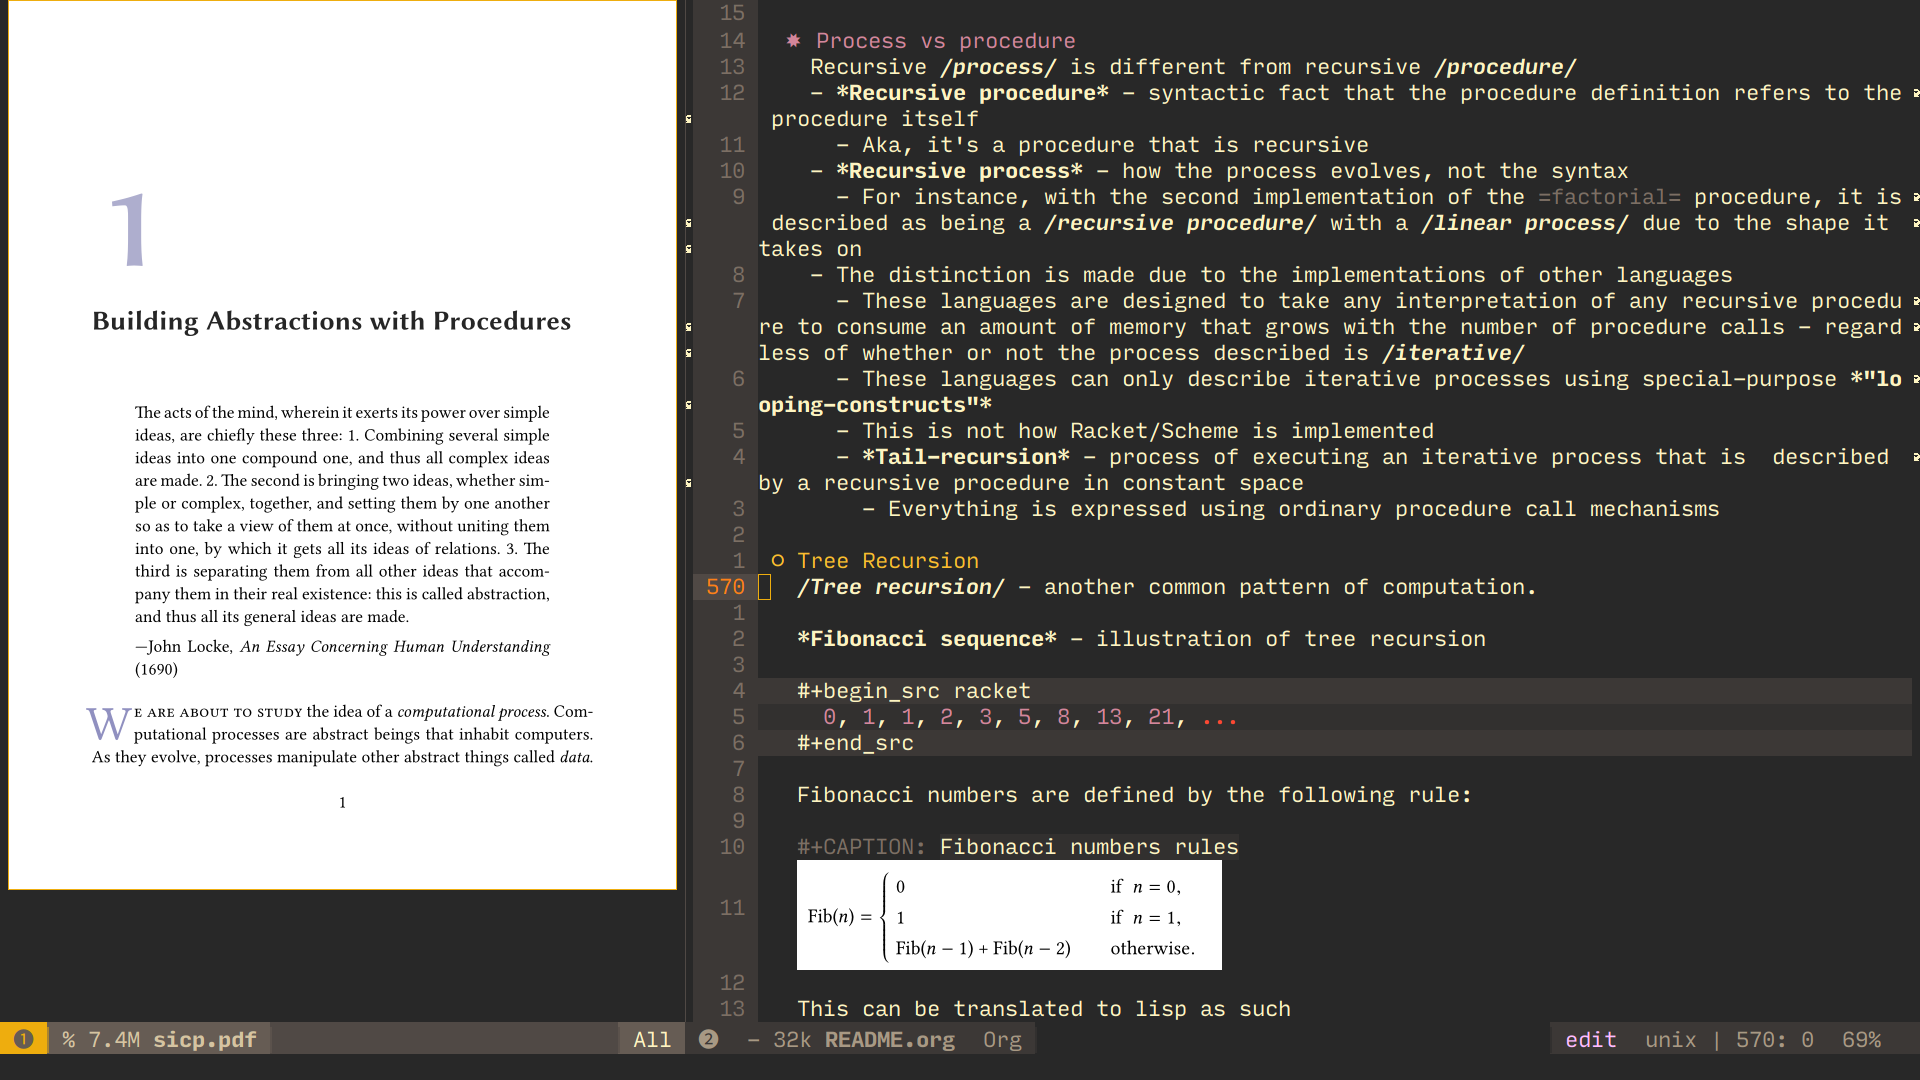 1
Building Abstractions with Procedures
The acts of the mind, wherein it exerts its power over simple
ideas, are chiefly these three: 1. Combining several simple
ideas into one compound one, and thus all complex ideas
are made. 2. The second is bringing two ideas, whether sim-
ple or complex, together, and setting them by one another
so as to take a view of them at once, without uniting them
into one, by which it gets all its ideas of relations. 3. The
third is separating them from all other ideas that accom-
pany them in their real existence: this is called abstraction,
and thus all its general ideas are made.
—John Locke, An Essay Concerning Human Understanding
(1690)
WE ARE ABOUT TO STUDY the idea of a computational process. Com-
putational processes are abstract beings that inhabit computers.
As they evolve, processes manipulate other abstract things called data.
1
❶ % 7.4M sicp.pdf All
15
14 ✸ Process vs procedure
13 Recursive /process/ is different from recursive /procedure/
12 - *Recursive procedure* - syntactic fact that the procedure definition refers to the
procedure itself
11 - Aka, it's a procedure that is recursive
10 - *Recursive process* - how the process evolves, not the syntax
9 - For instance, with the second implementation of the =factorial= procedure, it is
described as being a /recursive procedure/ with a /linear process/ due to the shape it
takes on
8 - The distinction is made due to the implementations of other languages
7 - These languages are designed to take any interpretation of any recursive procedu
re to consume an amount of memory that grows with the number of procedure calls - regard
less of whether or not the process described is /iterative/
6 - These languages can only describe iterative processes using special-purpose *"lo
oping-constructs"*
5 - This is not how Racket/Scheme is implemented
4 - *Tail-recursion* - process of executing an iterative process that is  described
by a recursive procedure in constant space
3 - Everything is expressed using ordinary procedure call mechanisms
2
1 ○ Tree Recursion
570 /Tree recursion/ - another common pattern of computation.
1
2 *Fibonacci sequence* - illustration of tree recursion
3
4 #+begin_src racket
5 0, 1, 1, 2, 3, 5, 8, 13, 21, ...
6 #+end_src
7
8 Fibonacci numbers are defined by the following rule:
9
10 #+CAPTION: Fibonacci numbers rules
0 if n = 0,
11 Fib(n) = { 1 if n = 1,
Fib(n − 1) + Fib(n − 2) otherwise.
12
13 This can be translated to lisp as such
❷ - 32k README.org Org edit unix | 570: 0 69%